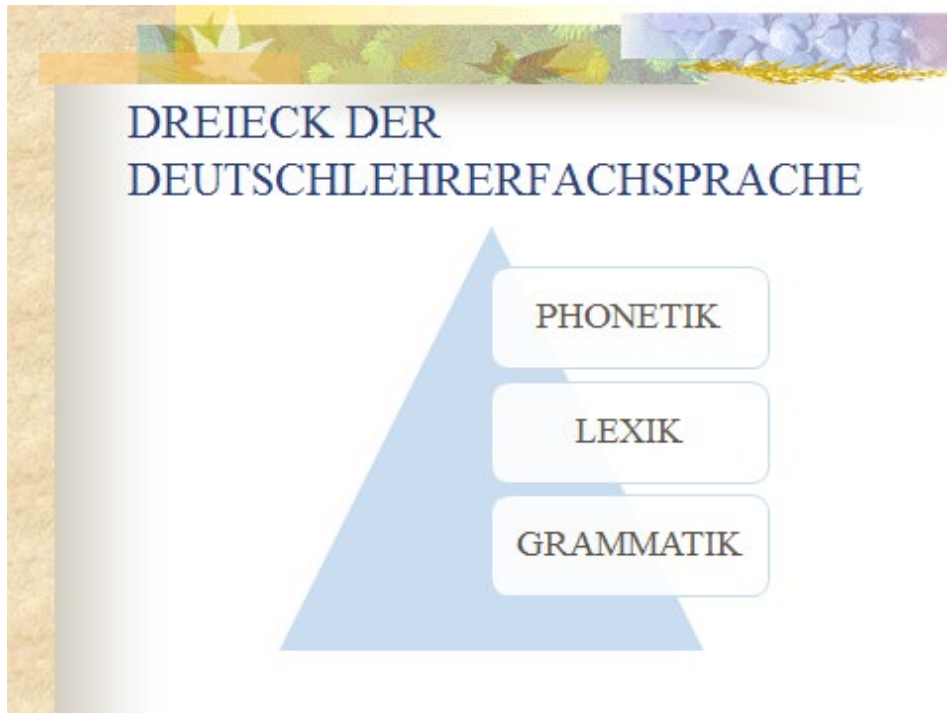 DREIECK DER
DEUTSCHLEHRERFACHSPRACHE
PHONETIK
LEXIK
GRAMMATIK